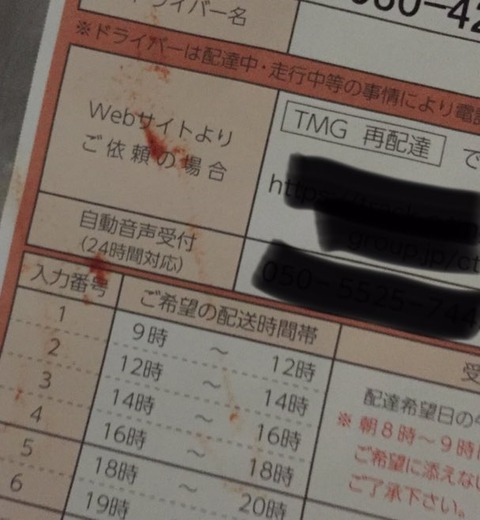 ドライバー名
※ドライバーは配達中・走行中等の事情により電
Webサイトより
ご依頼の場合
TMG 再配達 で
自動音声受付
(24時間対応)
入力番号 ご希望の配送時間帯 受
1 9時 ～ 12時
2 12時 ～ 14時
3 14時 ～ 16時
4 16時 ～ 18時
5 18時 ～ 20時
6 19時
配達希望日の
※朝8時～9時
ご希望に添えない
ご了承下さい。